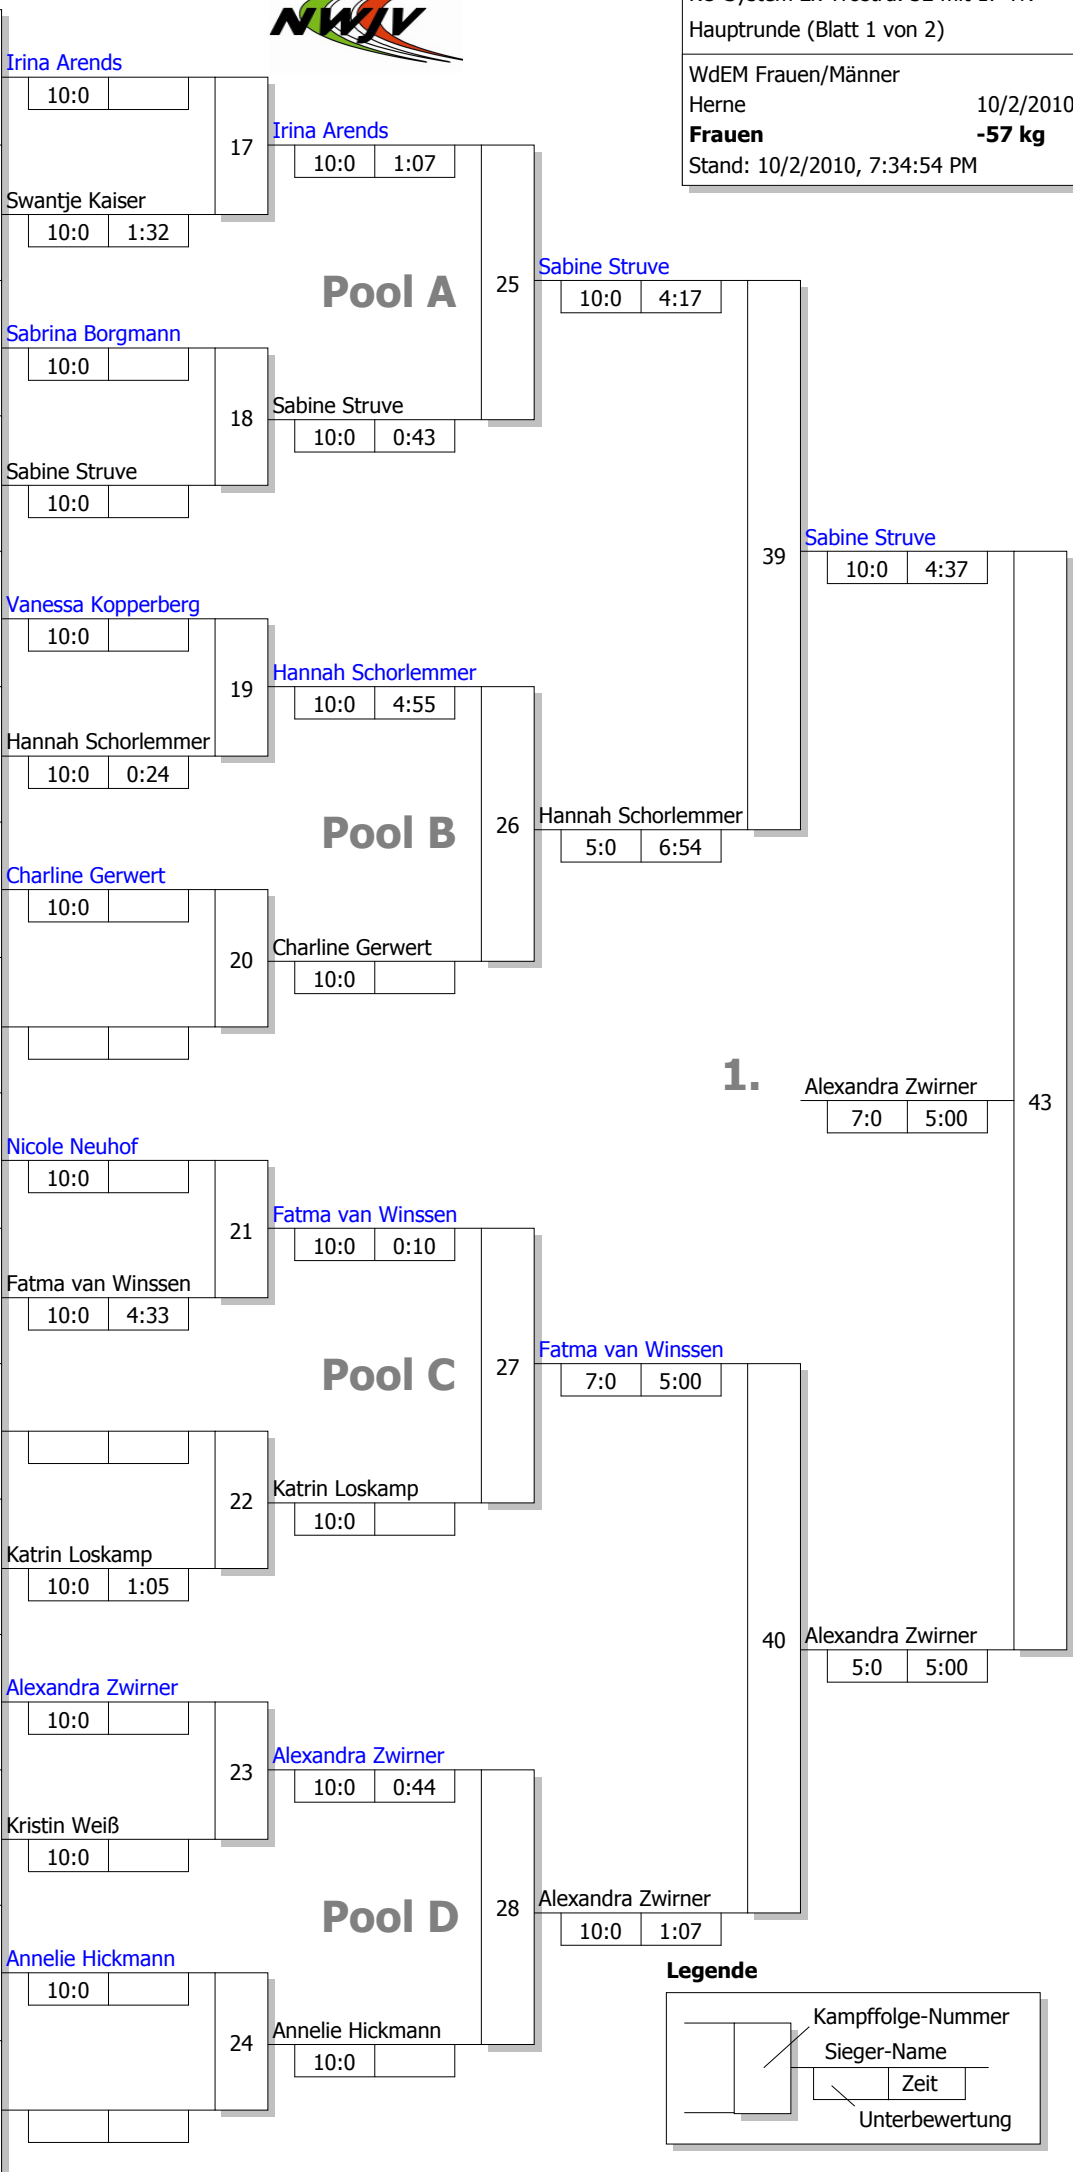 NWJV
Hauptrunde (Blatt 1 von 2)
WdEM Frauen/Männer
Herne 10/2/2010
Frauen -57 kg
Stand: 10/2/2010, 7:34:54 PM
Irina Arends
10:0
17
Irina Arends
10:0 1:07
Swantje Kaiser
10:0 1:32
Pool A
25
Sabine Struve
10:0 4:17
Sabrina Borgmann
10:0
18
Sabine Struve
10:0 0:43
Sabine Struve
10:0
39
Sabine Struve
10:0 4:37
Vanessa Kopperberg
10:0
19
Hannah Schorlemmer
10:0 4:55
Hannah Schorlemmer
10:0 0:24
Pool B
26
Hannah Schorlemmer
5:0 6:54
Charline Gerwert
10:0
20
Charline Gerwert
10:0
1.
Alexandra Zwirner
7:0 5:00
43
Nicole Neuhof
10:0
21
Fatma van Winssen
10:0 0:10
Fatma van Winssen
10:0 4:33
Pool C
27
Fatma van Winssen
7:0 5:00
22
Katrin Loskamp
10:0
Katrin Loskamp
10:0 1:05
40
Alexandra Zwirner
5:0 5:00
Alexandra Zwirner
10:0
23
Alexandra Zwirner
10:0 0:44
Kristin Weiß
10:0
Pool D
28
Alexandra Zwirner
10:0 1:07
Annelie Hickmann
10:0
24
Annelie Hickmann
10:0
Legende
Kampffolge-Nummer
Sieger-Name
Zeit
Unterbewertung